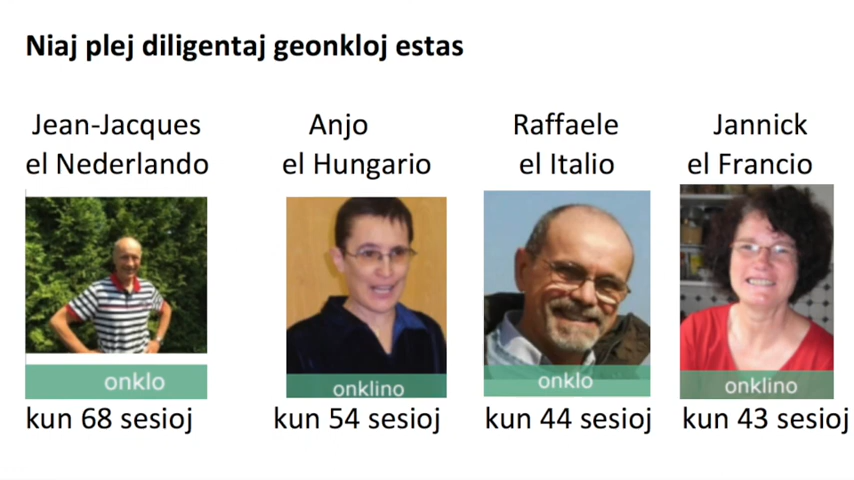 Niaj plej diligentaj geonkloj estas
Jean-Jacques
el Nederlando
Anjo
el Hungario
Raffaele
el Italio
Jannick
el Francio
onklo
onklino
onklo
onklino
kun 68 sesioj
kun 54 sesioj
kun 44 sesioj
kun 43 sesioj